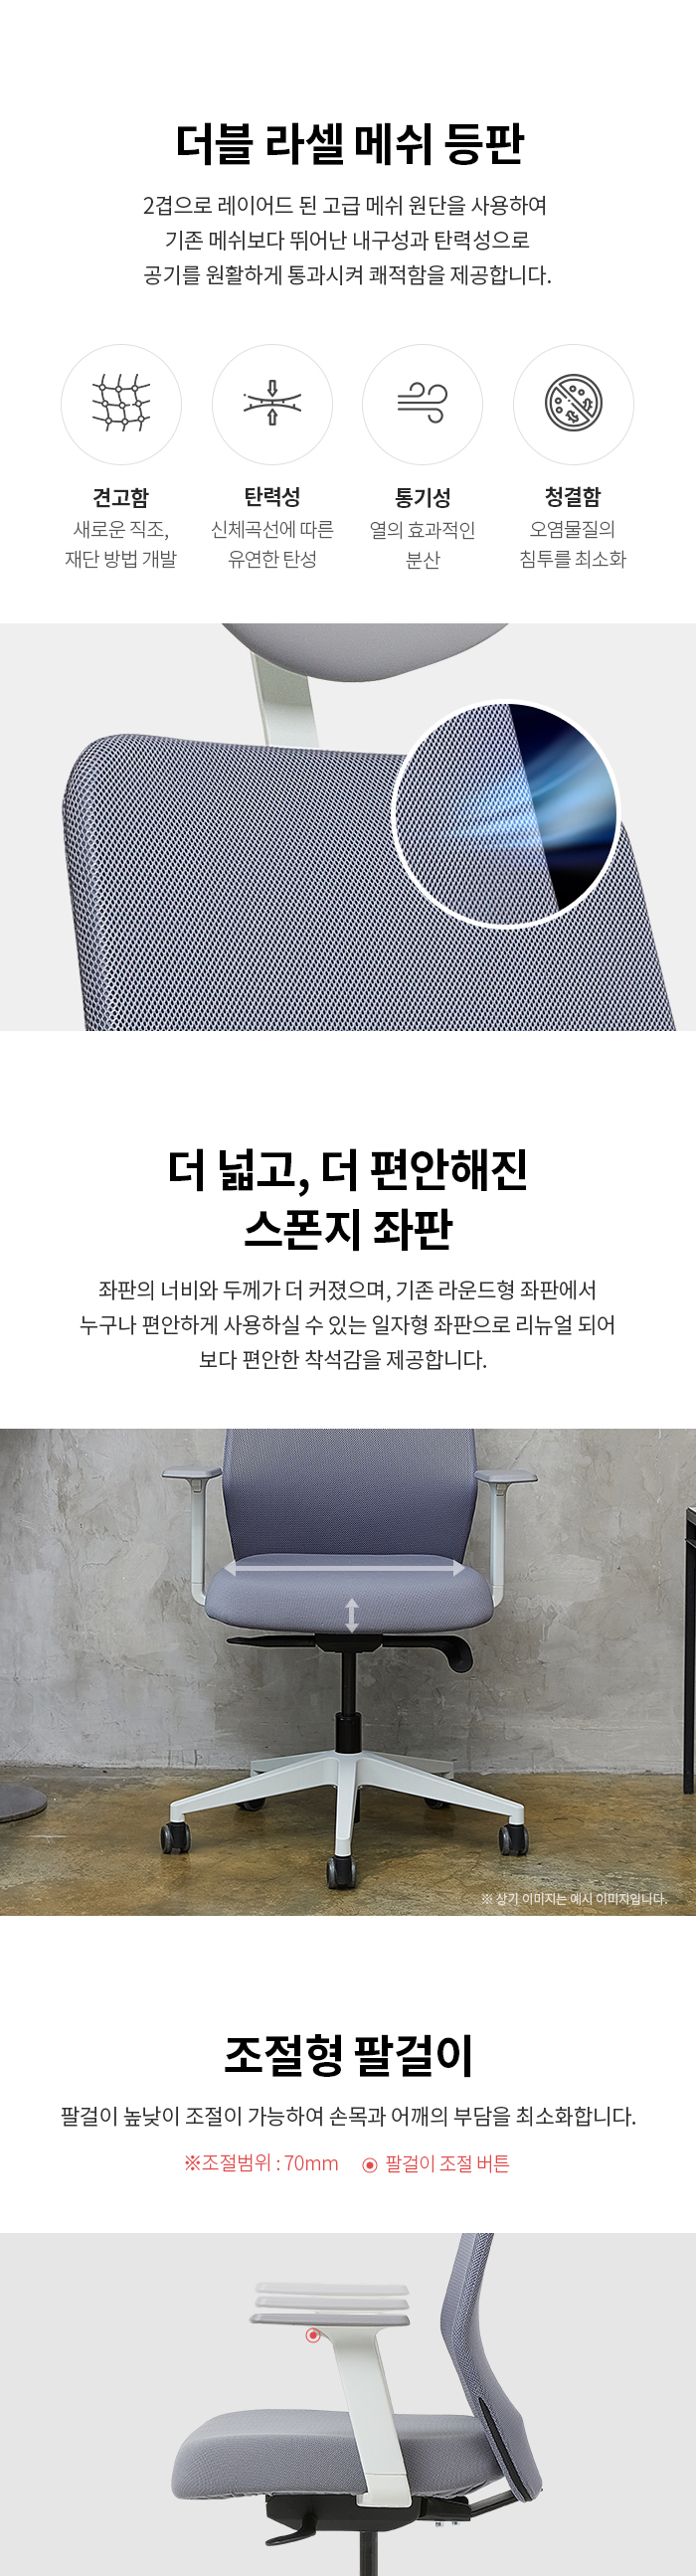 더블 라셀 메쉬 등판
2겹으로 레이어드 된 고급 메쉬 원단을 사용하여
기존 메쉬보다 뛰어난 내구성과 탄력성으로
공기를 원활하게 통과시켜 쾌적함을 제공합니다.
견고함
새로운 직조,
재단 방법 개발
탄력성
신체곡선에 따른
유연한 탄성
통기성
열의 효과적인
분산
청결함
오염물질의
침투를 최소화
더 넓고, 더 편안해진
스폰지 좌판
좌판의 너비와 두께가 더 커졌으며, 기존 라운드형 좌판에서
누구나 편안하게 사용하실 수 있는 일자형 좌판으로 리뉴얼 되어
보다 편안한 착석감을 제공합니다.
※ 상기 이미지는 예시 이미지입니다.
조절형 팔걸이
팔걸이 높낮이 조절이 가능하여 손목과 어깨의 부담을 최소화합니다.
※조절범위 : 70mm ◉ 팔걸이 조절 버튼